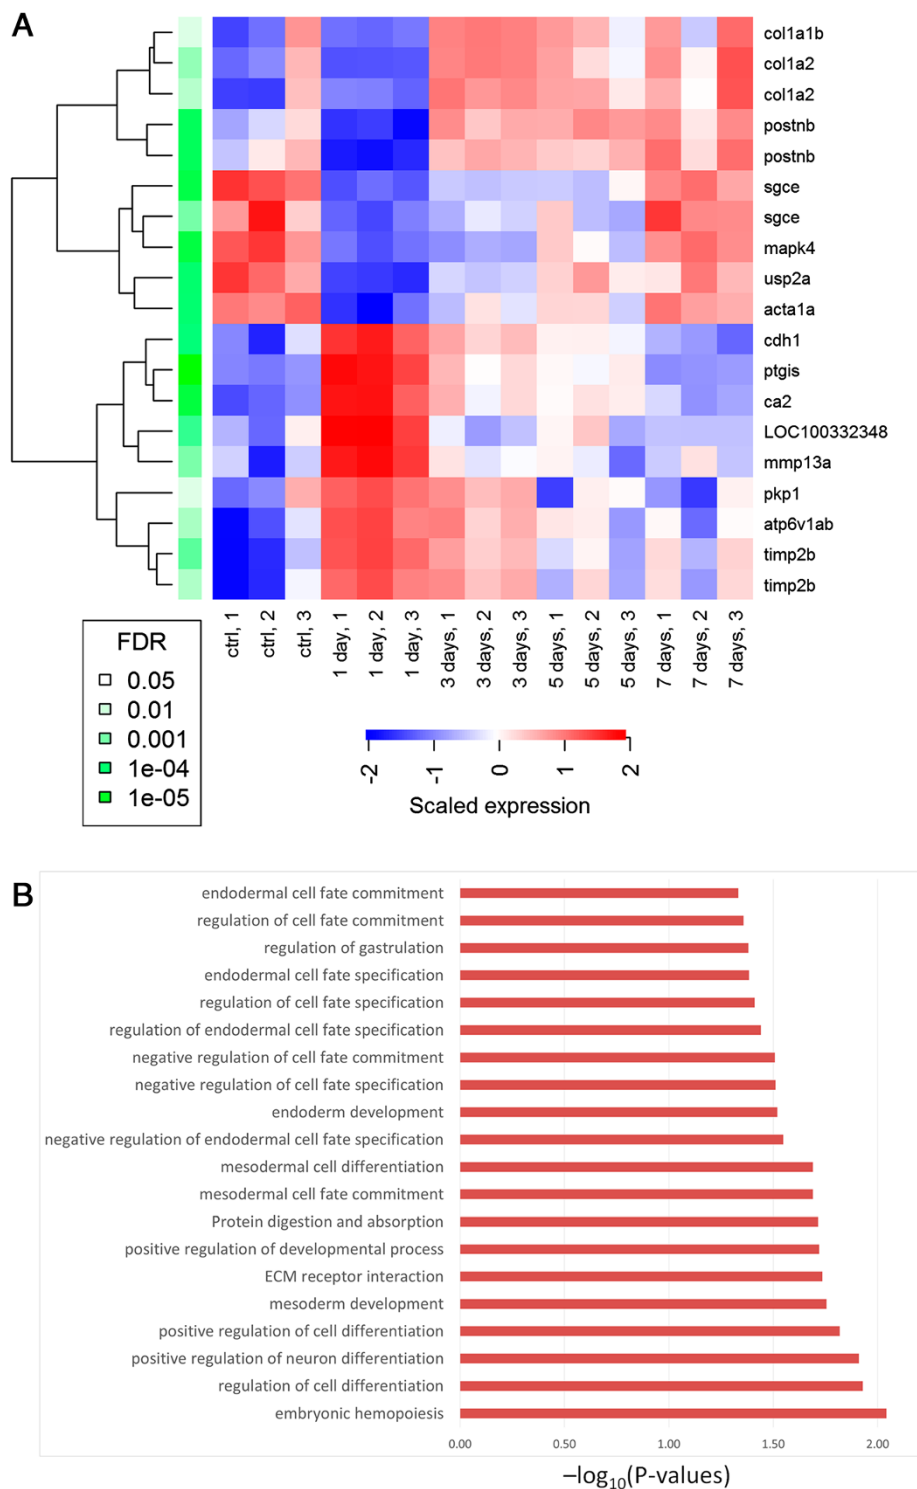 A
col1a1b
col1a2
col1a2
postnb
postnb
sgce
sgce
mapk4
usp2a
acta1a
cdh1
ptgis
ca2
LOC100332348
mmp13a
pkp1
atp6v1ab
timp2b
timp2b
ctrl, 1
ctrl, 2
ctrl, 3
1 day, 1
1 day, 2
1 day, 3
3 days, 1
3 days, 2
3 days, 3
5 days, 1
5 days, 2
5 days, 3
7 days, 1
7 days, 2
7 days, 3
FDR
0.05
0.01
0.001
1e-04
1e-05
-2
-1
0
1
2
Scaled expression
B
endodermal cell fate commitment
regulation of cell fate commitment
regulation of gastrulation
endodermal cell fate specification
regulation of cell fate specification
regulation of endodermal cell fate specification
negative regulation of cell fate commitment
negative regulation of cell fate specification
endoderm development
negative regulation of endodermal cell fate specification
mesodermal cell differentiation
mesodermal cell fate commitment
Protein digestion and absorption
positive regulation of developmental process
ECM receptor interaction
mesoderm development
positive regulation of cell differentiation
positive regulation of neuron differentiation
regulation of cell differentiation
embryonic hemopoiesis
0.00 0.50 1.00 1.50 2.00
–log10(P-values)